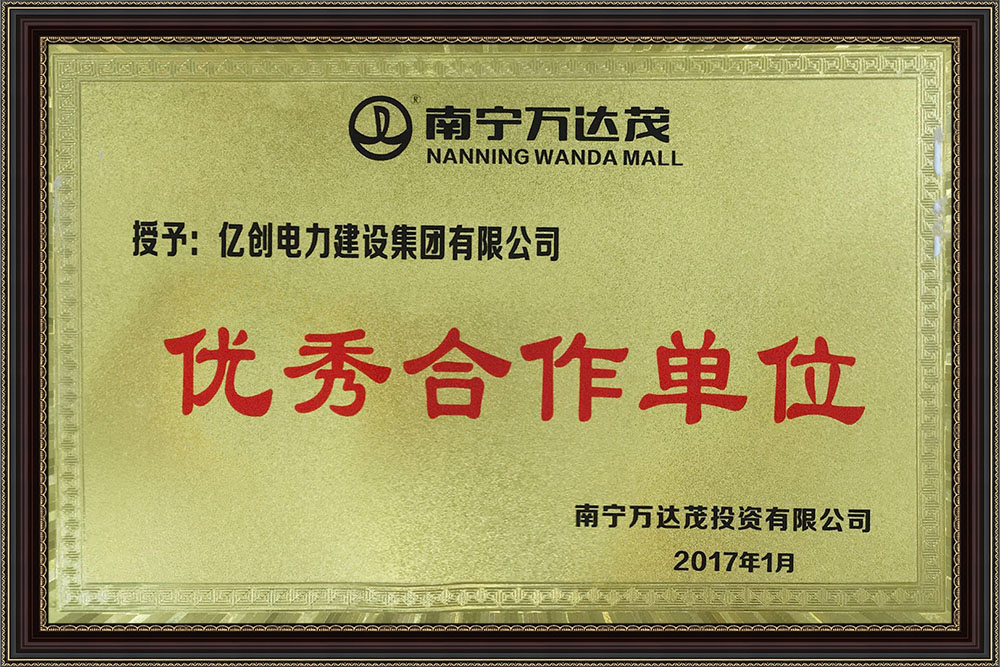 ®南宁万达茂
NANNING WANDA MALL
授予：亿创电力建设集团有限公司
优秀合作单位
南宁万达茂投资有限公司
2017年1月